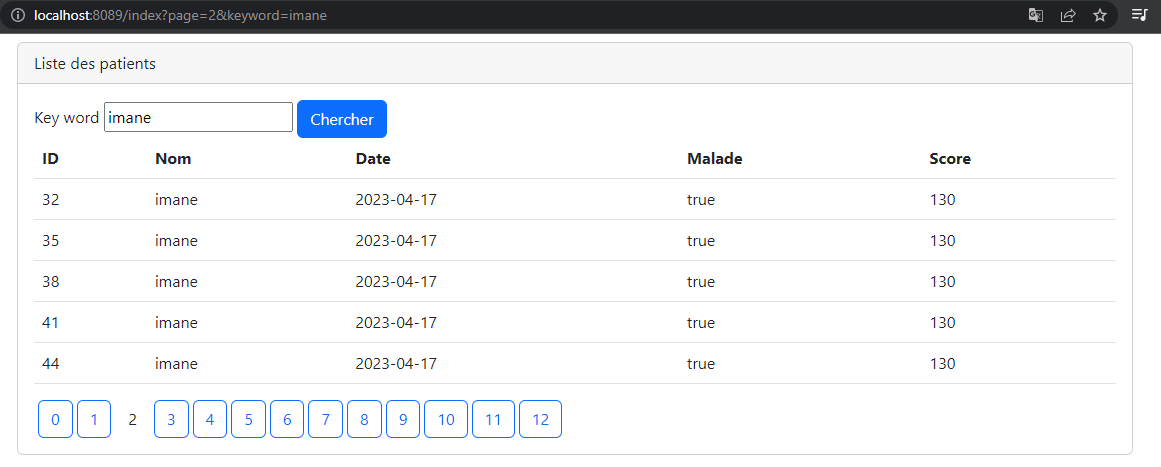 localhost:8089/index?page=2&keyword=imane
Liste des patients
Key word imane Chercher
ID Nom Date Malade Score
32 imane 2023-04-17 true 130
35 imane 2023-04-17 true 130
38 imane 2023-04-17 true 130
41 imane 2023-04-17 true 130
44 imane 2023-04-17 true 130
0 1 2 3 4 5 6 7 8 9 10 11 12